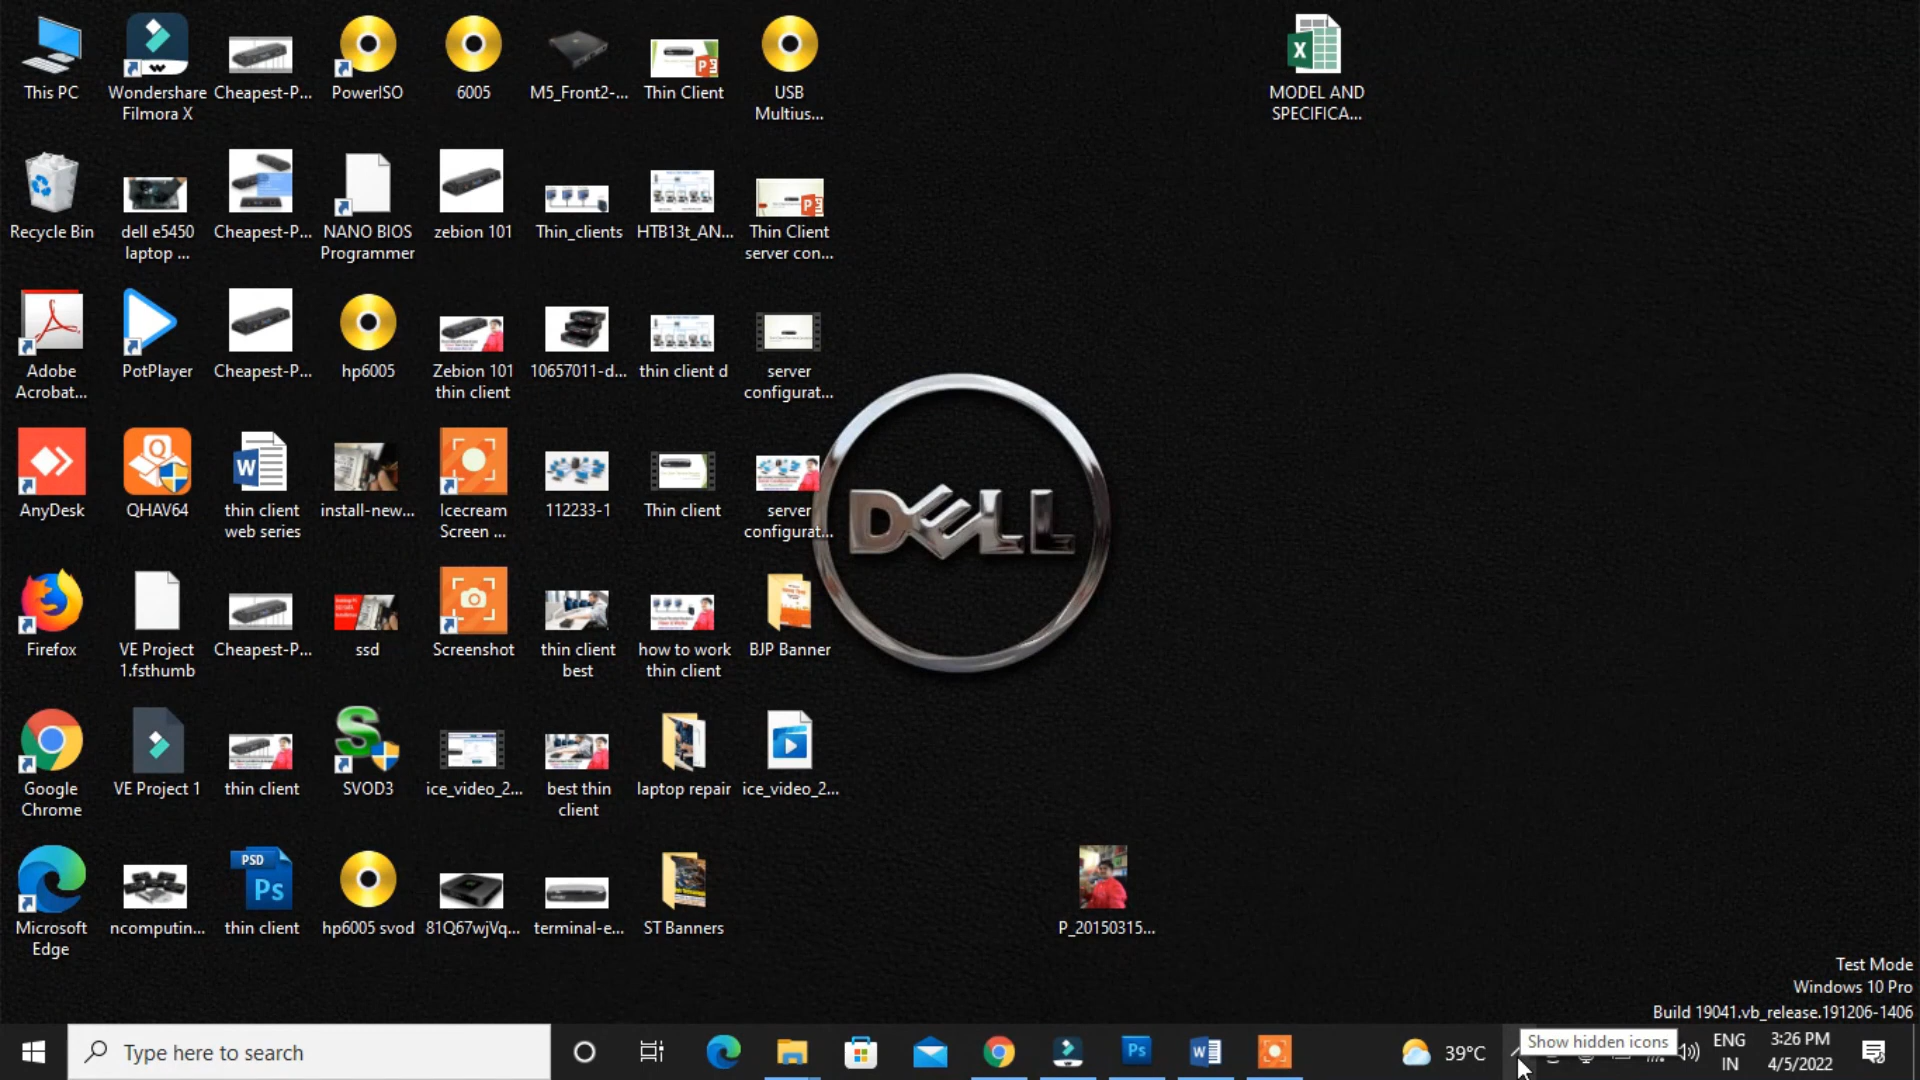 This PC
Wondershare
Filmora X
Cheapest-P...
PowerISO
6005
M5_Front2-...
Thin Client
USB
Multius...
MODEL AND
SPECIFICA...
Recycle Bin
dell e5450
laptop ...
Cheapest-P...
NANO BIOS
Programmer
zebion 101
Thin_clients
HTB13t_AN...
Thin Client
server con...
Adobe
Acrobat...
PotPlayer
Cheapest-P...
hp6005
Zebion 101
thin client
10657011-d...
thin client d
server
configurat...
AnyDesk
QHAV64
thin client
web series
install-new...
Icecream
Screen ...
112233-1
Thin client
server
configurat...
DELL
Firefox
VE Project
1.fsthumb
Cheapest-P...
ssd
Screenshot
thin client
best
how to work
thin client
BJP Banner
Google
Chrome
VE Project 1
thin client
SVOD3
ice_video_2...
best thin
client
laptop repair
ice_video_2...
Microsoft
Edge
ncomputin...
PSD
Ps
thin client
hp6005 svod
81Q67wjVq...
terminal-e...
ST Banners
P_20150315...
Test Mode
Windows 10 Pro
Build 19041.vb_release.191206-1406
Type here to search
Ps
39°C
Show hidden icons
ENG
IN
3:26 PM
4/5/2022